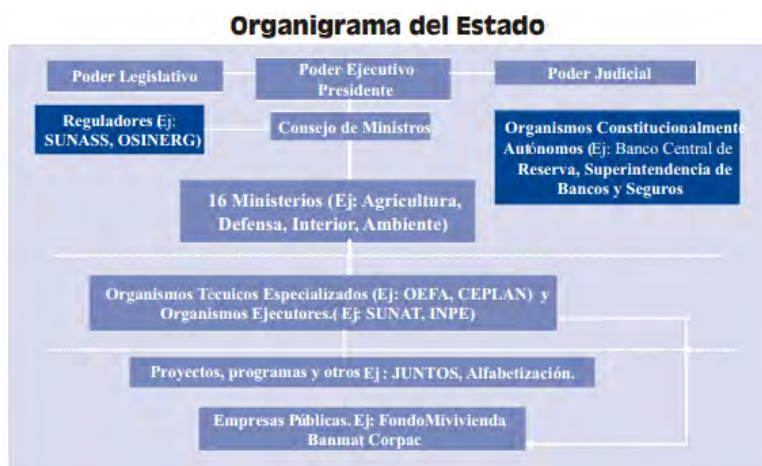 Organigrama del Estado
Poder Legislativo
Poder Ejecutivo
Presidente
Poder Judicial
Reguladores (Ej:
SUNASS, OSINERG)
Consejo de Ministros
Organismos Constitucionalmente
Autónomos (Ej: Banco Central de
Reserva, Superintendencia de
Bancos y Seguros
16 Ministerios (Ej: Agricultura,
Defensa, Interior, Ambiente)
Organismos Técnicos Especializados (Ej: OEFA, CEPLAN) y
Organismos Ejecutores.( Ej: SUNAT, INPE)
Proyectos, programas y otros Ej : JUNTOS, Alfabetización.
Empresas Públicas. Ej: FondoMivivienda
Banmat Corpac